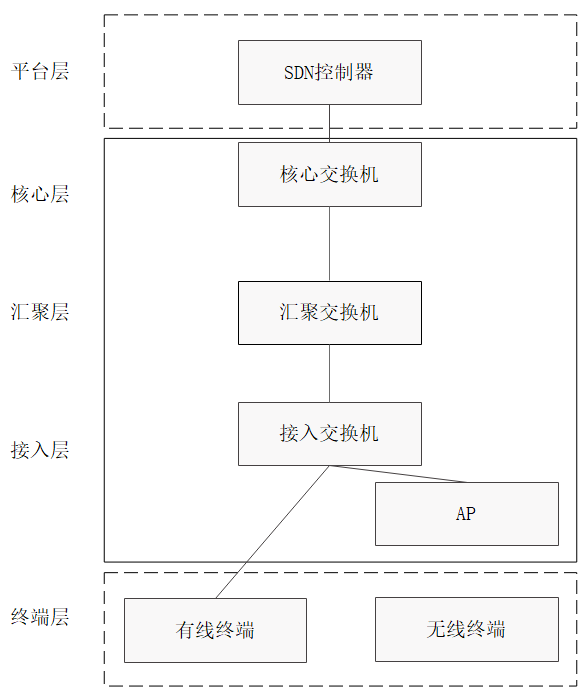 平台层
SDN控制器
核心层
核心交换机
汇聚层
汇聚交换机
接入层
接入交换机
AP
终端层
有线终端
无线终端